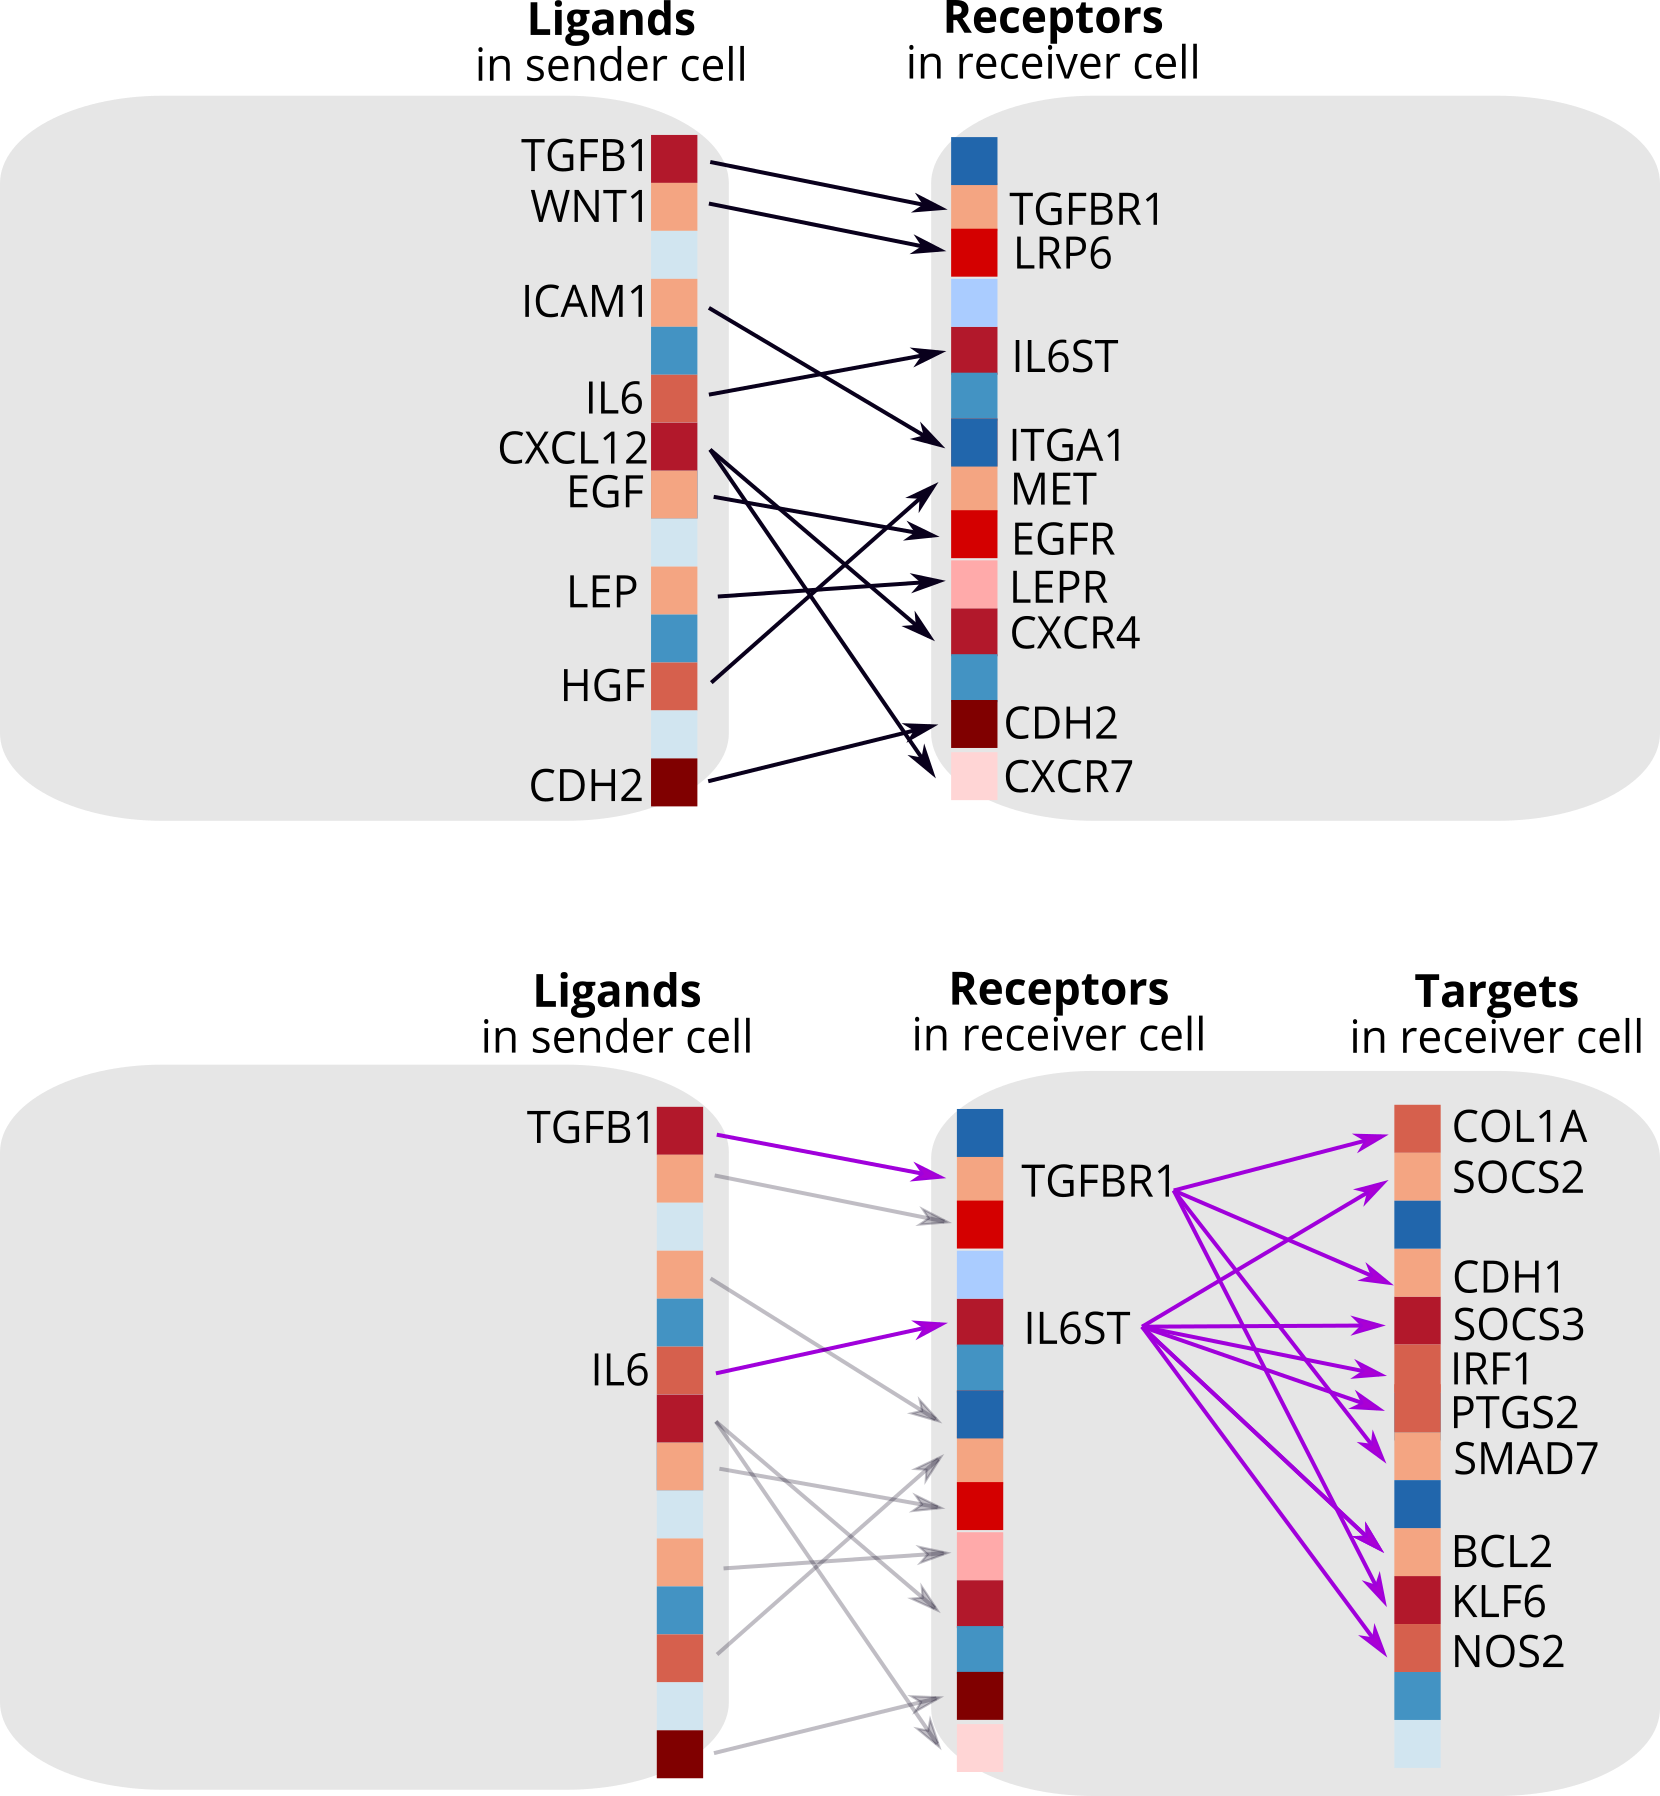 Ligands
in sender cell
Receptors
in receiver cell
TGFB1
WNT1
ICAM1
IL6
CXCL12
EGF
LEP
HGF
CDH2
TGFBR1
LRP6
IL6ST
ITGA1
MET
EGFR
LEPR
CXCR4
CDH2
CXCR7
Ligands
in sender cell
Receptors
in receiver cell
Targets
in receiver cell
TGFB1
IL6
TGFBR1
IL6ST
COL1A
SOCS2
CDH1
SOCS3
IRF1
PTGS2
SMAD7
BCL2
KLF6
NOS2